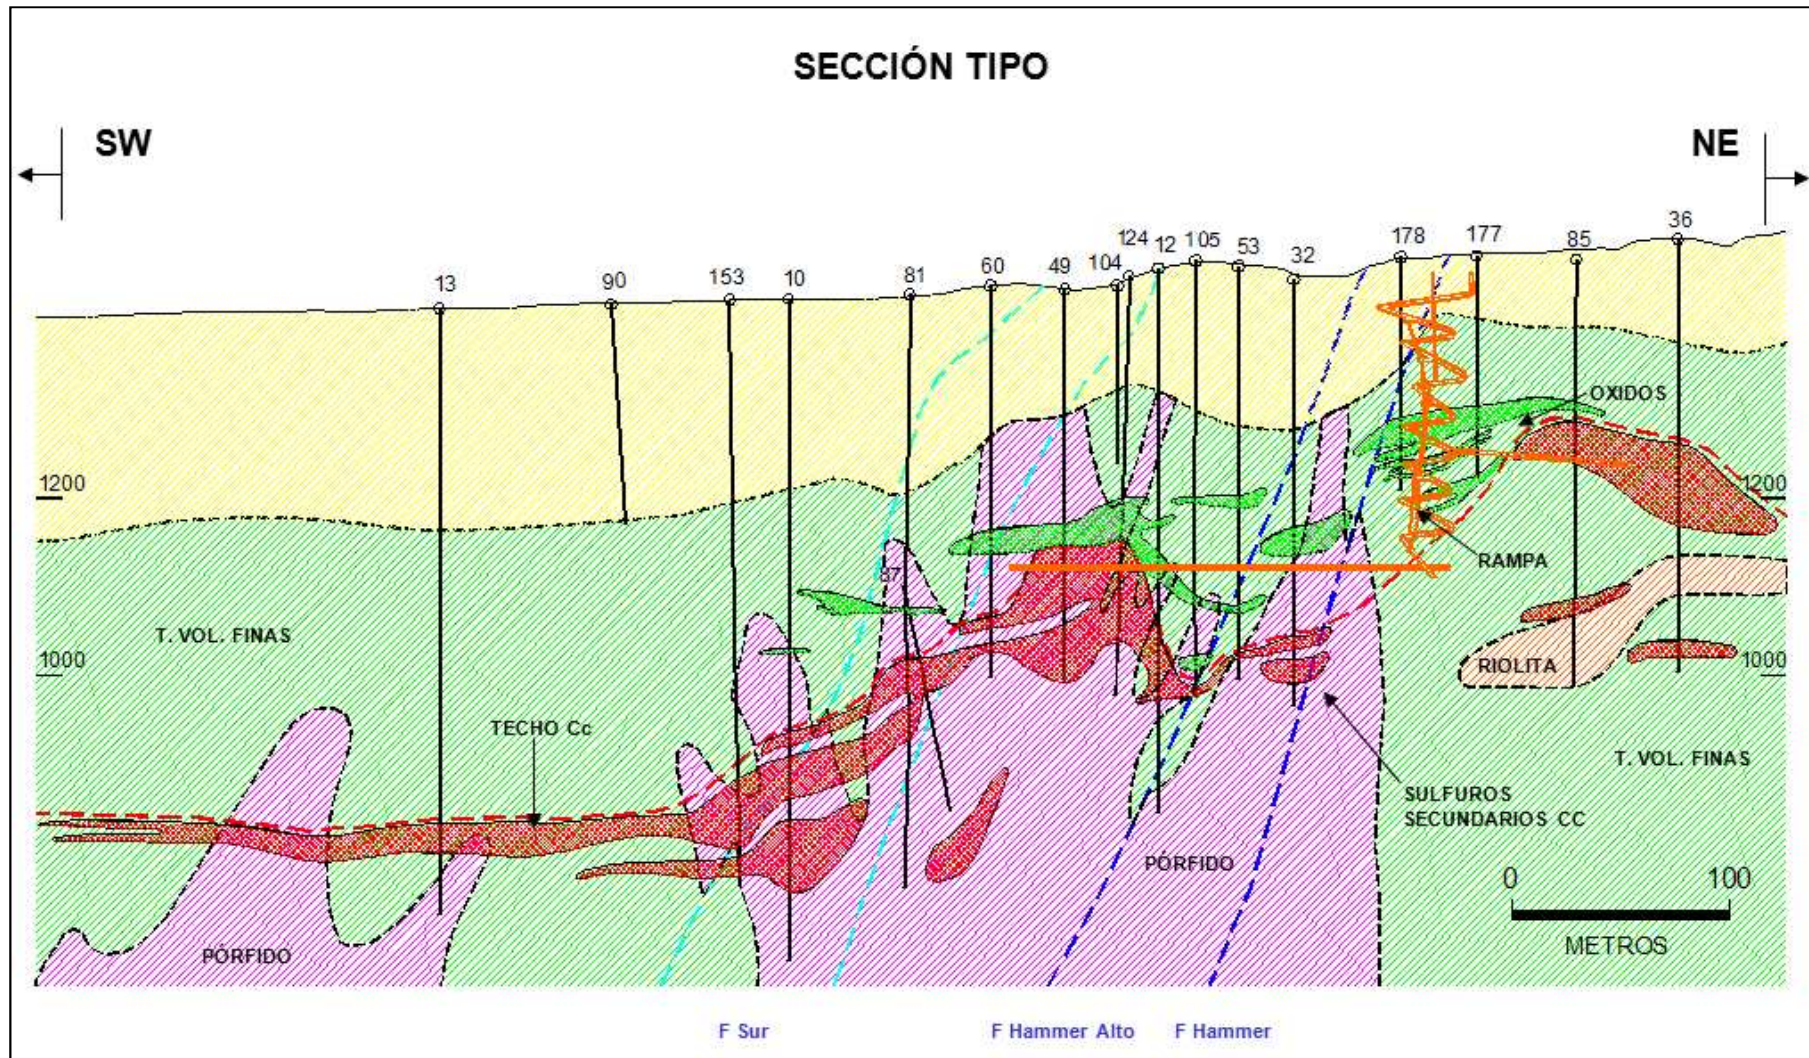 SECCIÓN TIPO
SW
NE
13
90
153
10
81
60
49
104
124
12
105
53
32
178
177
85
36
OXIDOS
1200
1200
RAMPA
87
T. VOL. FINAS
1000
RIOLITA
1000
TECHO Cc
T. VOL. FINAS
SULFUROS
SECUNDARIOS CC
PÓRFIDO
0
100
METROS
PÓRFIDO
F Sur
F Hammer Alto
F Hammer